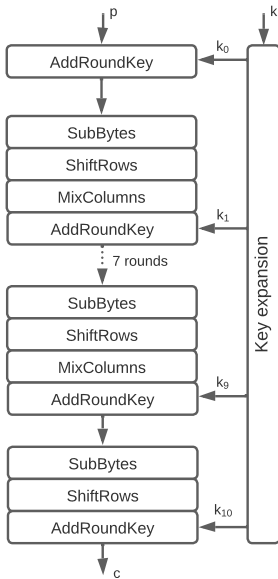 p
k
AddRoundKey
k0
SubBytes
ShiftRows
MixColumns
AddRoundKey
k1
7 rounds
SubBytes
ShiftRows
MixColumns
AddRoundKey
k9
SubBytes
ShiftRows
AddRoundKey
k10
Key expansion
c